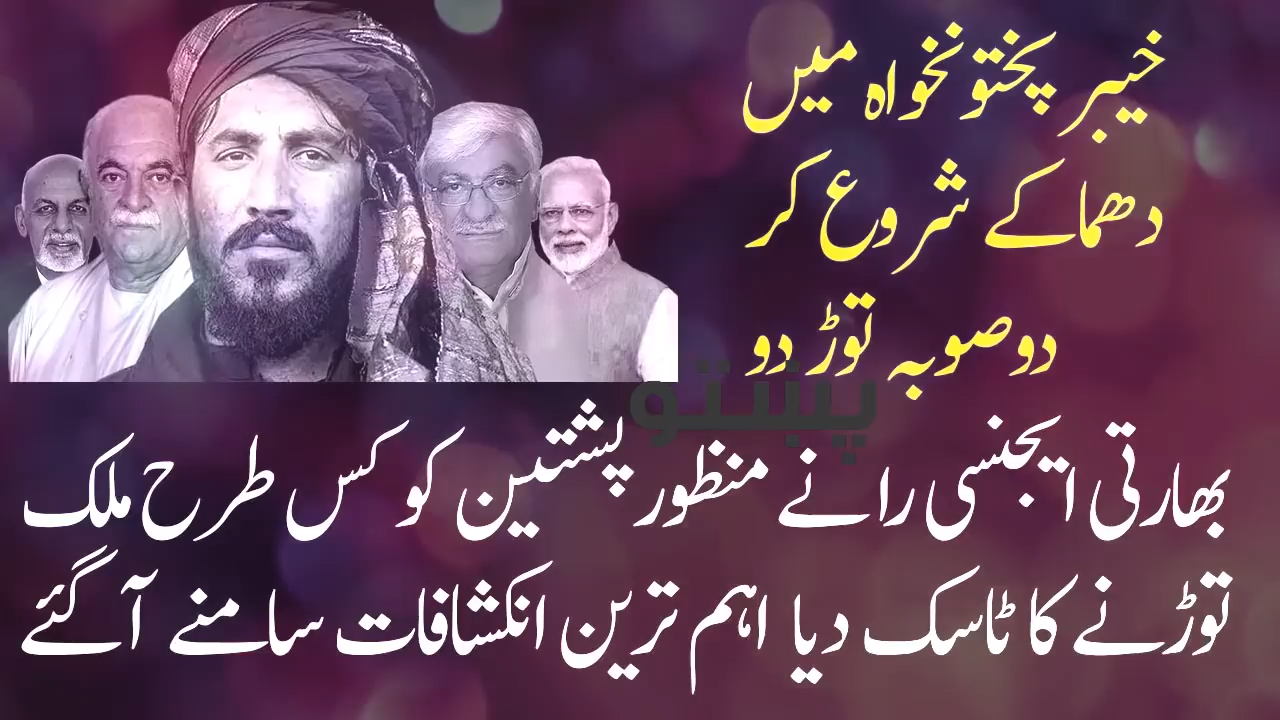 خیبر پختونخواہ میں
دھماکے شروع کر
دو صوبہ توڑ دو
پښتو
بھارتی ایجنسی را نے منظور پشتین کو کس طرح ملک
توڑنے کا ٹاسک دیا اہم ترین انکشافات سامنے آگئے